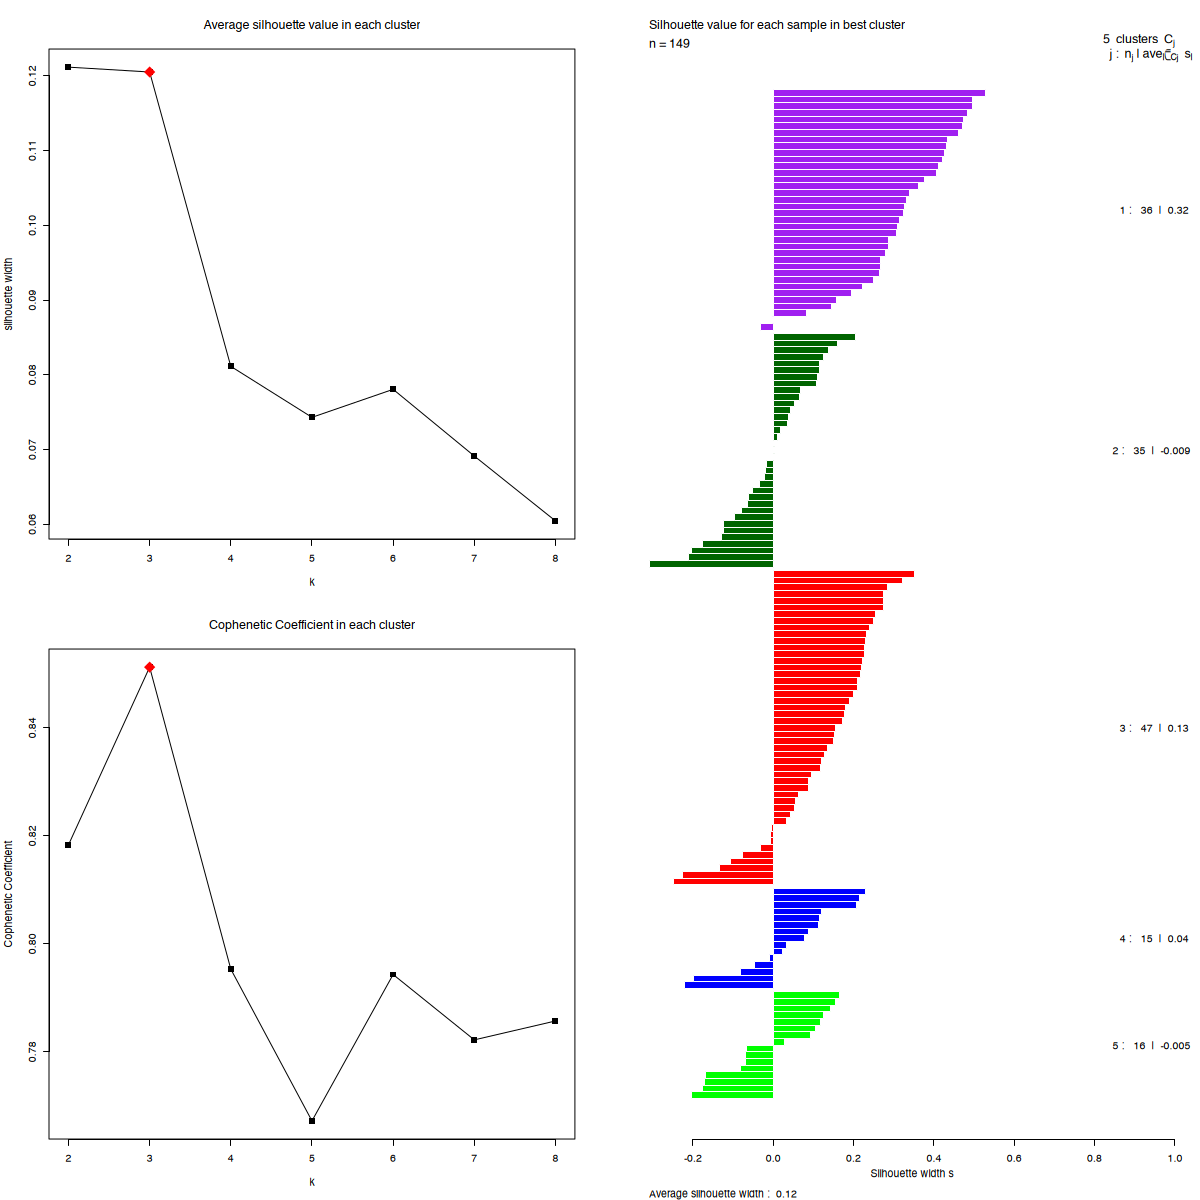 Average silhouette value in each cluster
0.12
0.11
0.10
0.09
0.08
0.07
0.06
silhouette width
2 3 4 5 6 7 8
k
Cophenetic Coefficient in each cluster
0.84
0.82
0.80
0.78
Cophenetic Coefficient
2 3 4 5 6 7 8
k
Silhouette value for each sample in best cluster
n = 149
5 clusters Cj
j : nj | avei∈Cj si
1 : 36 | 0.32
2 : 35 | -0.009
3 : 47 | 0.13
4 : 15 | 0.04
5 : 16 | -0.005
-0.2 0.0 0.2 0.4 0.6 0.8 1.0
Silhouette width s
Average silhouette width : 0.12